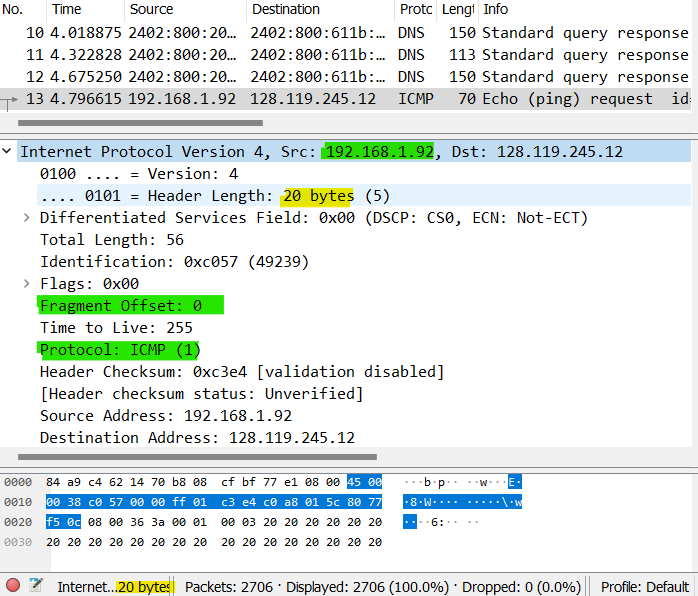 No. Time Source Destination Protc Lengt Info
10 4.018875 2402:800:20… 2402:800:611b:… DNS 150 Standard query response
11 4.322828 2402:800:20… 2402:800:611b:… DNS 113 Standard query response
12 4.675250 2402:800:20… 2402:800:611b:… DNS 150 Standard query response
13 4.796615 192.168.1.92 128.119.245.12 ICMP 70 Echo (ping) request id=
Internet Protocol Version 4, Src: 192.168.1.92, Dst: 128.119.245.12
0100 .... = Version: 4
.... 0101 = Header Length: 20 bytes (5)
Differentiated Services Field: 0x00 (DSCP: CS0, ECN: Not-ECT)
Total Length: 56
Identification: 0xc057 (49239)
Flags: 0x00
Fragment Offset: 0
Time to Live: 255
Protocol: ICMP (1)
Header Checksum: 0xc3e4 [validation disabled]
[Header checksum status: Unverified]
Source Address: 192.168.1.92
Destination Address: 128.119.245.12
0000 84 a9 c4 62 14 70 b8 08 cf bf 77 e1 08 00 45 00 ···b·p·· ··w···E·
0010 00 38 c0 57 00 00 ff 01 c3 e4 c0 a8 01 5c 80 77 ·8·W···· ·····\·w
0020 f5 0c 08 00 36 3a 00 01 00 03 20 20 20 20 20 20 ····6:·· ··
0030 20 20 20 20 20 20 20 20 20 20 20 20 20 20
Internet…20 bytes Packets: 2706 · Displayed: 2706 (100.0%) · Dropped: 0 (0.0%) Profile: Default